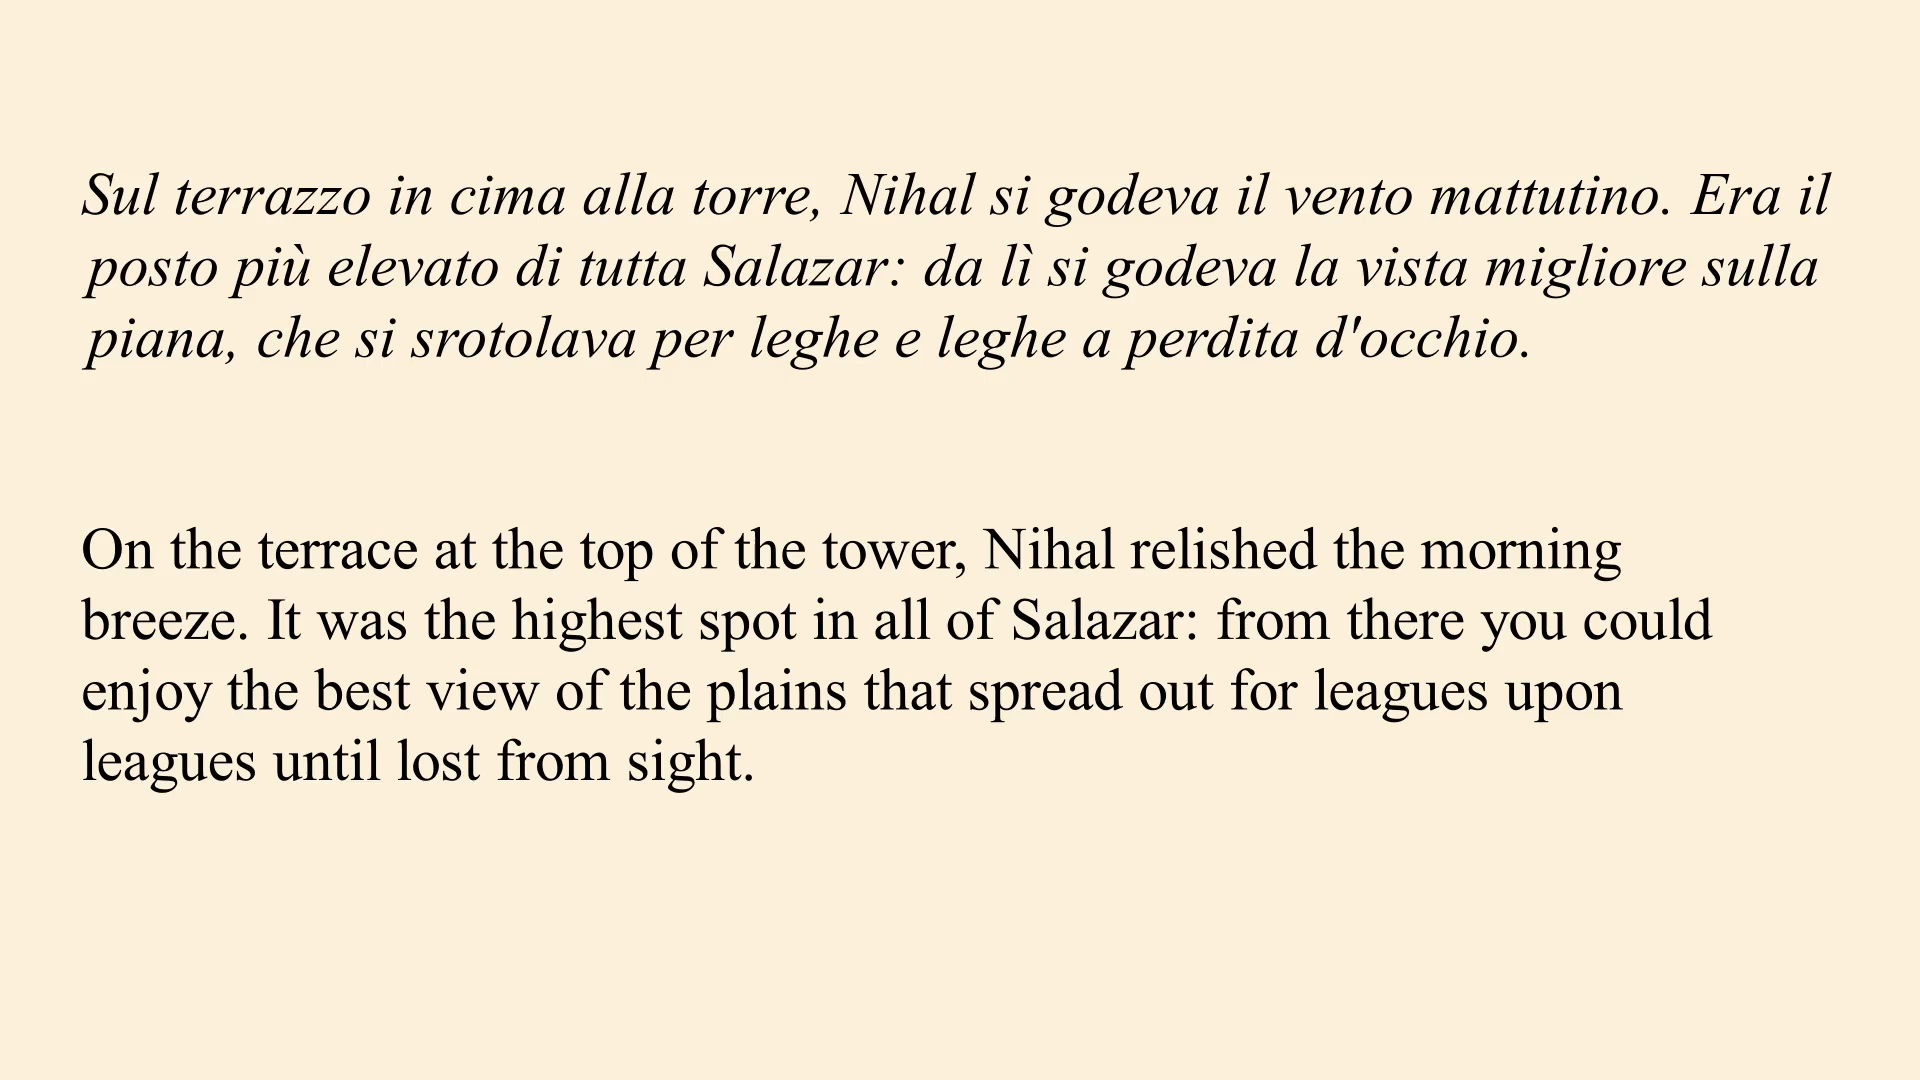 Sul terrazzo in cima alla torre, Nihal si godeva il vento mattutino. Era il
posto più elevato di tutta Salazar: da lì si godeva la vista migliore sulla
piana, che si srotolava per leghe e leghe a perdita d'occhio.
On the terrace at the top of the tower, Nihal relished the morning
breeze. It was the highest spot in all of Salazar: from there you could
enjoy the best view of the plains that spread out for leagues upon
leagues until lost from sight.